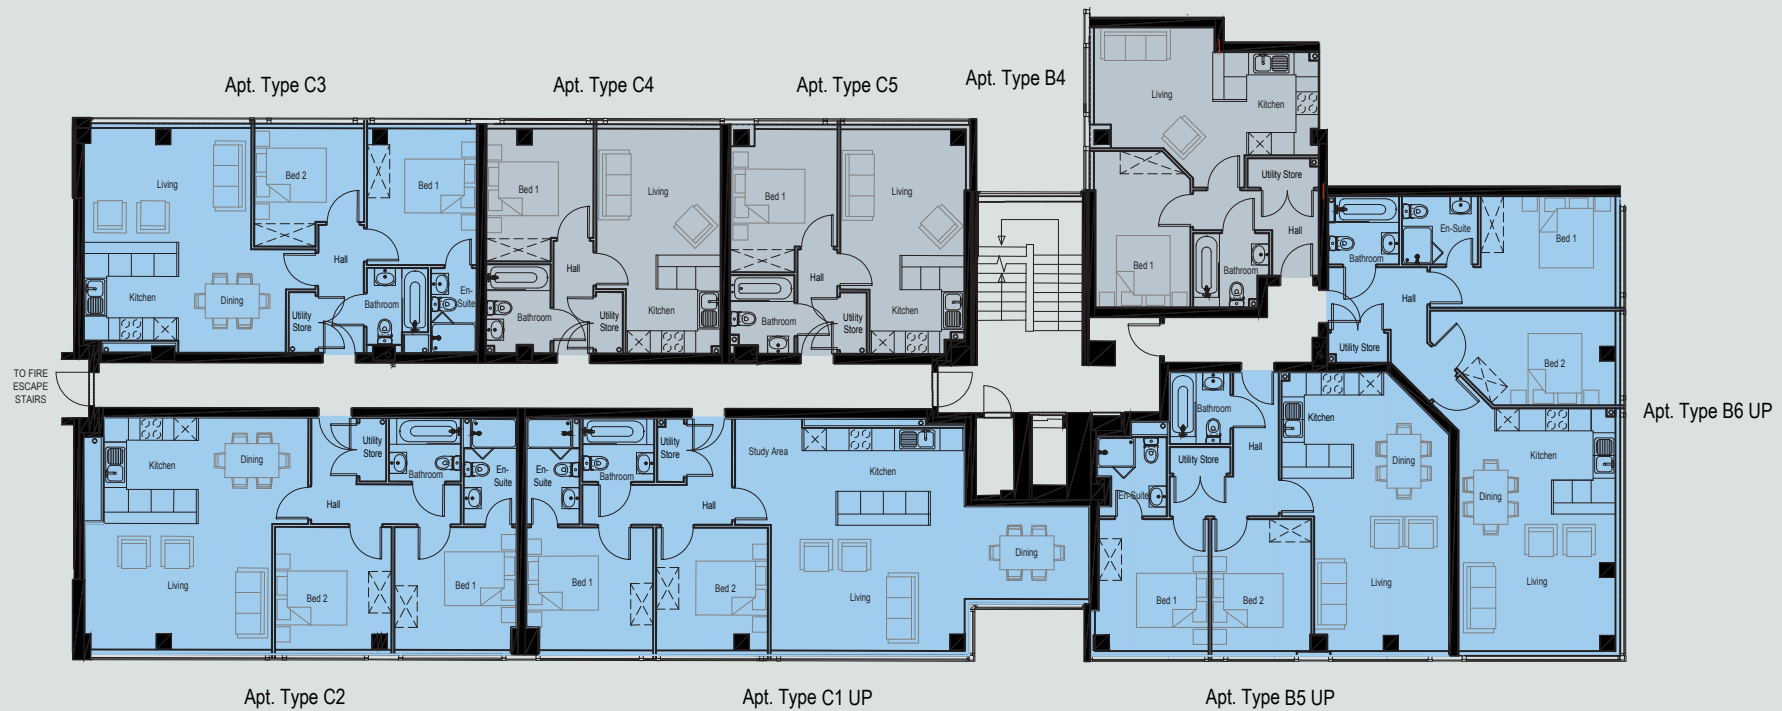 Apt. Type C3
Apt. Type C4
Apt. Type C5
Apt. Type B4
Living
Bed 2
Bed 1
Hall
Kitchen
Dining
Utility
Store
Bathroom
En-
Suite
Bed 1
Living
Hall
Bathroom
Utility
Store
Kitchen
Bed 1
Living
Hall
Bathroom
Utility
Store
Kitchen
Living
Kitchen
Utility Store
Bed 1
Bathroom
Hall
Bathroom
En-Suite
Bed 1
Hall
Utility Store
Bed 2
Kitchen
Dining
Living
Apt. Type B6 UP
TO FIRE
ESCAPE
STAIRS
Kitchen
Dining
Utility
Store
Bathroom
En-
Suite
Hall
Living
Bed 2
Bed 1
En-
Suite
Bathroom
Utility
Store
Study Area
Kitchen
Hall
Bed 1
Bed 2
Living
Dining
Bathroom
Utility Store
En-Suite
Hall
Kitchen
Dining
Bed 1
Bed 2
Living
Apt. Type C2
Apt. Type C1 UP
Apt. Type B5 UP